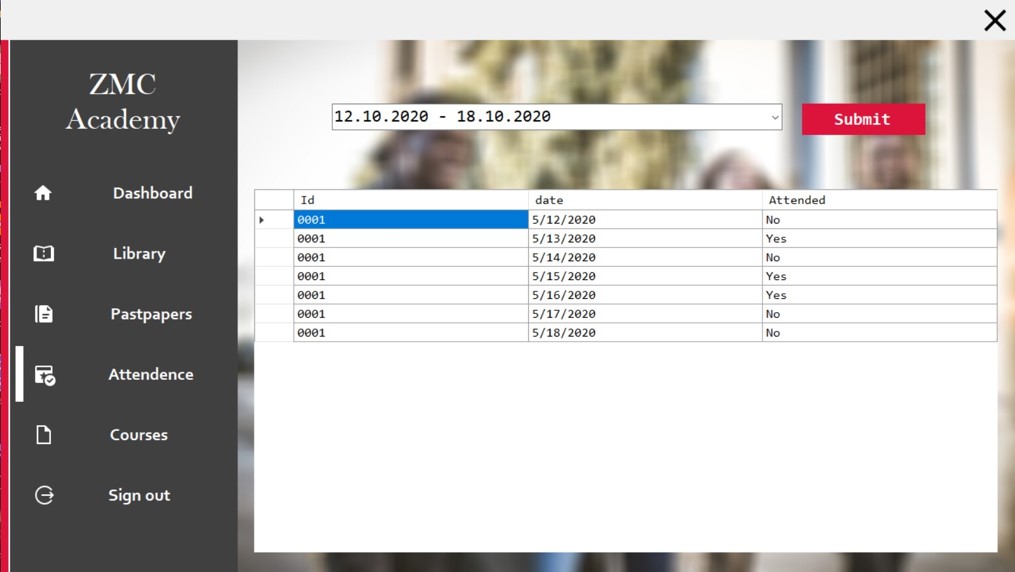 ZMC
Academy
12.10.2020 - 18.10.2020
Submit
Dashboard
Library
Pastpapers
Attendence
Courses
Sign out
Id date Attended
0001 5/12/2020 No
0001 5/13/2020 Yes
0001 5/14/2020 No
0001 5/15/2020 Yes
0001 5/16/2020 Yes
0001 5/17/2020 No
0001 5/18/2020 No